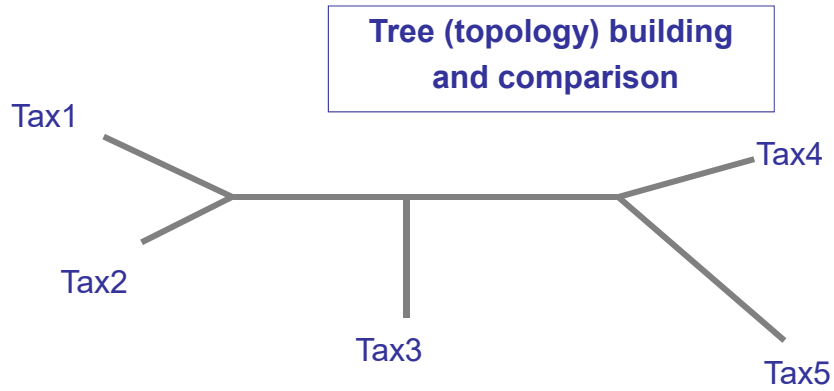 Tree (topology) building
and comparison
Tax1
Tax4
Tax2
Tax3
Tax5